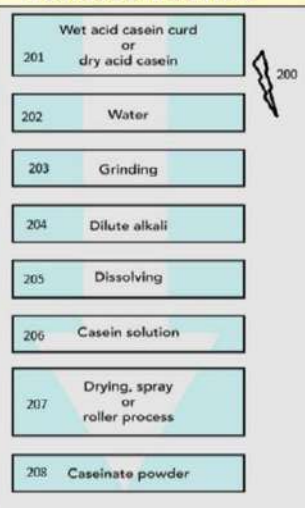 Wet acid casein curd
or
201 dry acid casein
200
202 Water
203 Grinding
204 Dilute alkali
205 Dissolving
206 Casein solution
Drying, spray
or
207 roller process
208 Caseinate powder